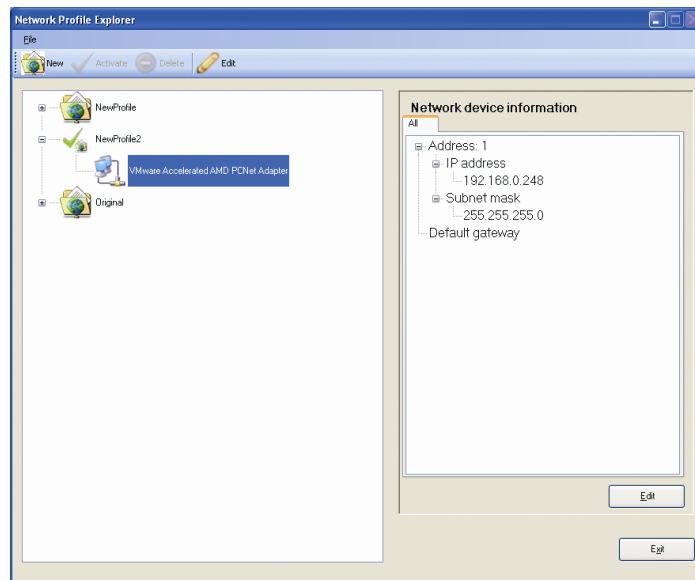 Network Profile Explorer
File
New Activate Delete Edit
NewProfile
NewProfile2
VMware Accelerated AMD PCNet Adapter
Original
Network device information
All
Address: 1
IP address
192.168.0.248
Subnet mask
255.255.255.0
Default gateway
Edit
Exit